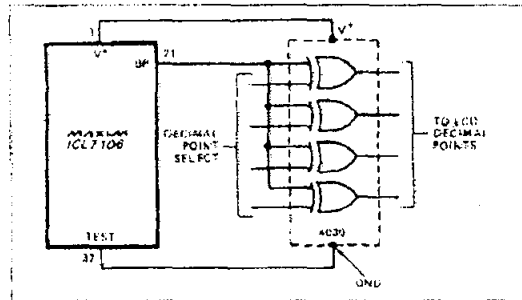 1
V+
V+
21
BP
MAXIM
ICL7106
DECIMAL
POINT
SELECT
TO LCD
DECIMAL
POINTS
4030
TEST
37
GND